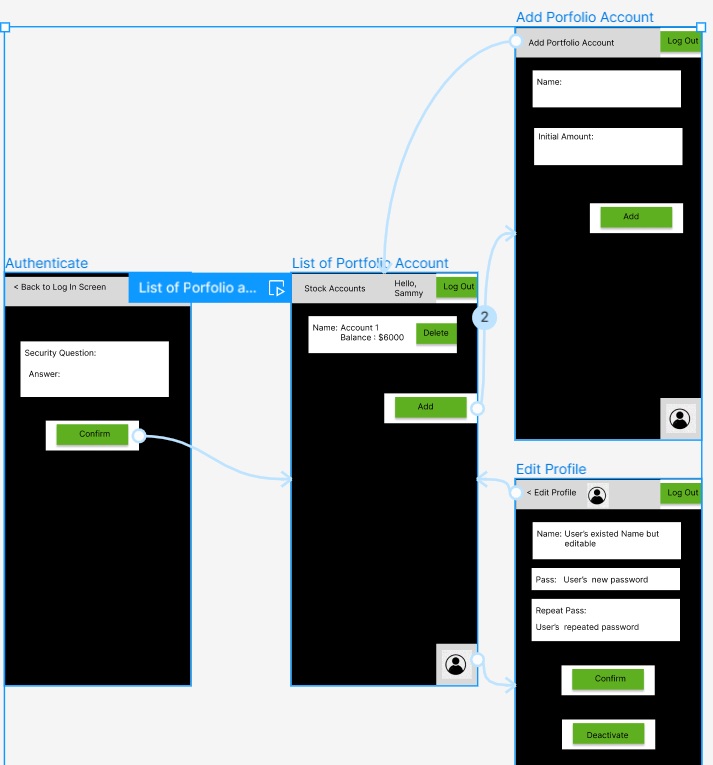 Add Porfolio Account
Add Portfolio Account
Log Out
Name:
Initial Amount:
Add
Authenticate
< Back to Log In Screen
Security Question:
Answer:
Confirm
List of Porfolio a...
List of Portfolio Account
Stock Accounts
Hello,
Sammy
Log Out
Name: Account 1
Balance : $6000
Delete
Add
2
Edit Profile
< Edit Profile
Log Out
Name: User's existed Name but
editable
Pass: User's new password
Repeat Pass:
User's repeated password
Confirm
Deactivate